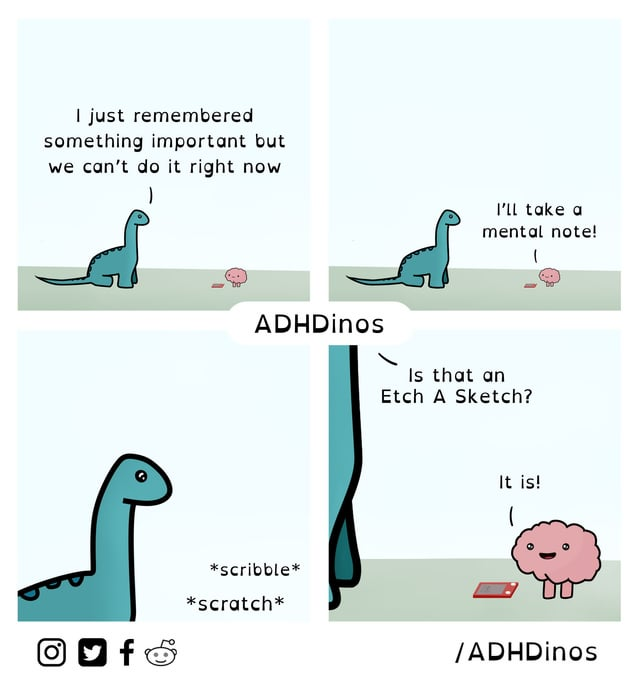 I just remembered
something important but
we can't do it right now
I'll take a
mental note!
ADHDinos
*scribble*
*scratch*
Is that an
Etch A Sketch?
It is!
/ADHDinos